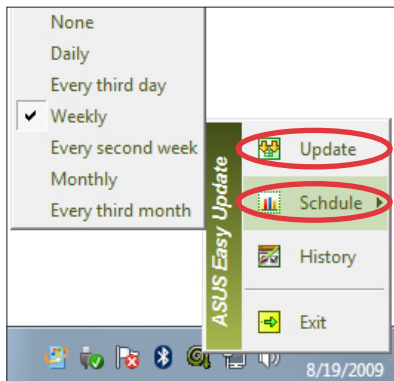 None
Daily
Every third day
Weekly
Every second week
Monthly
Every third month
ASUS Easy Update
Update
Schdule
History
Exit
8/19/2009